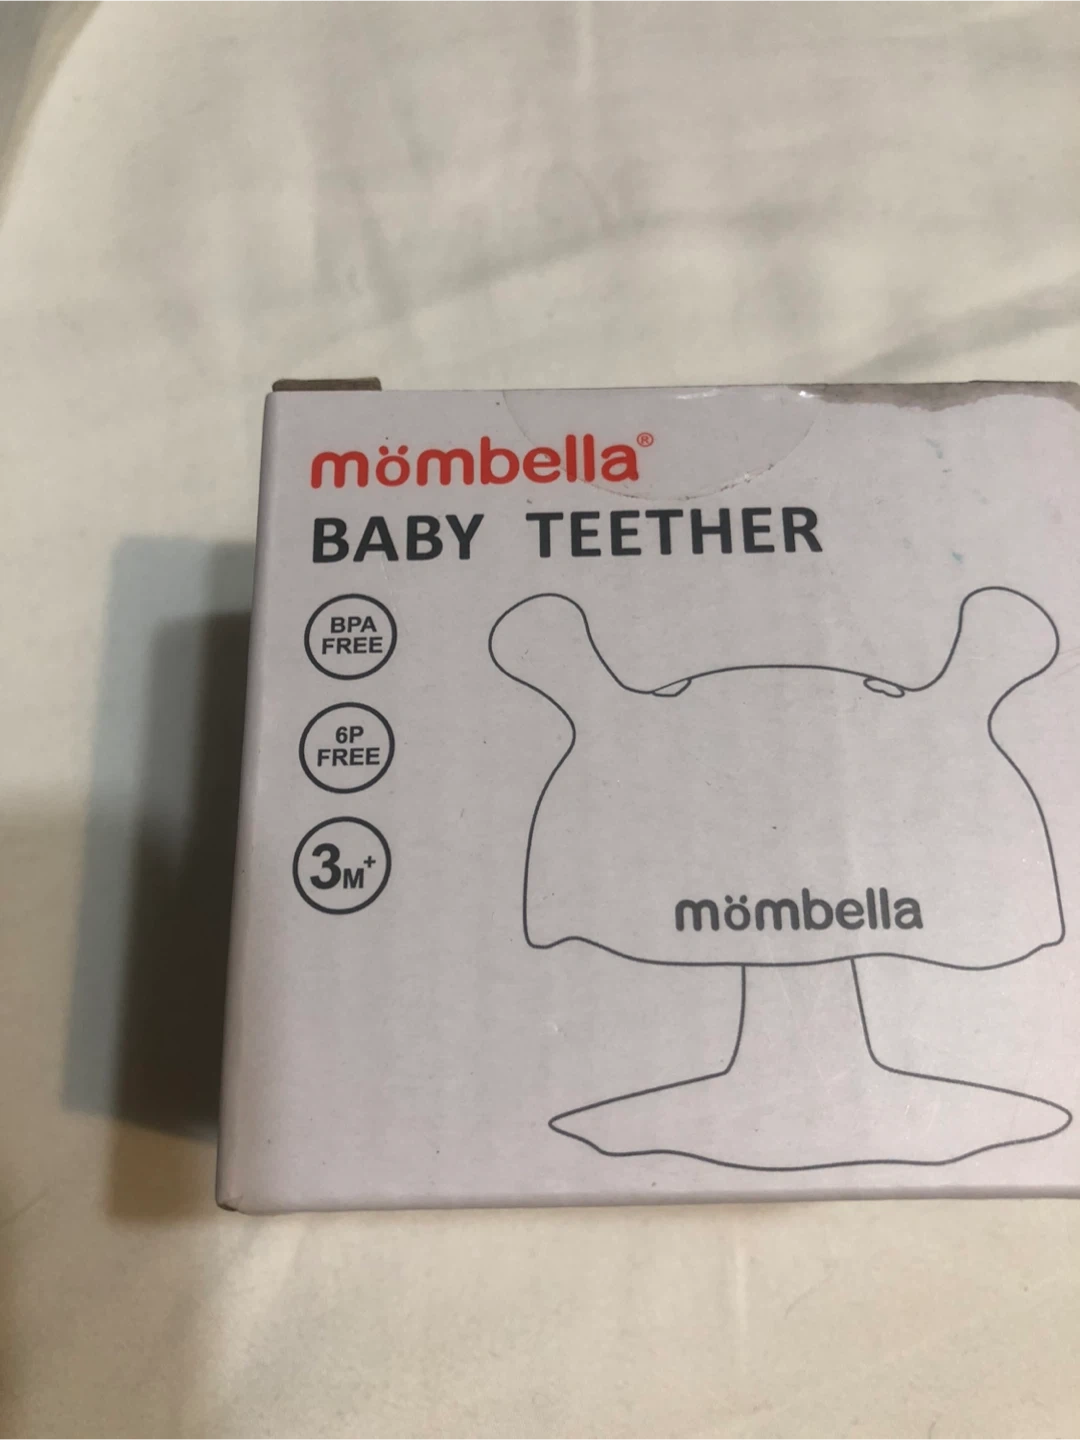 mömbella®
BABY TEETHER
BPA
FREE
6P
FREE
3M+
mömbella